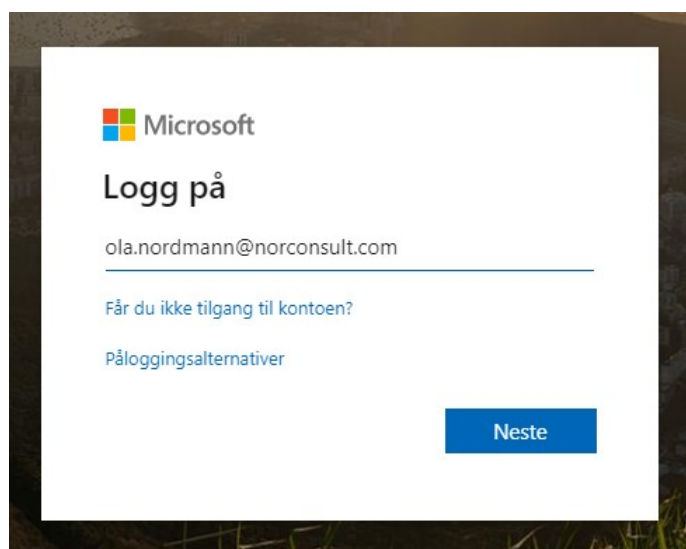 Microsoft
Logg på
ola.nordmann@norconsult.com
Får du ikke tilgang til kontoen?
Påloggingsalternativer
Neste